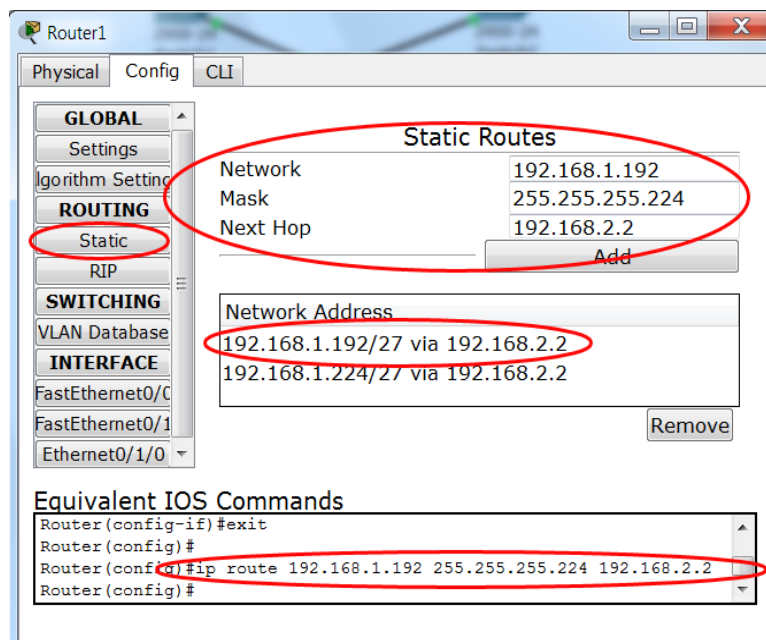 Router1
Physical Config CLI
GLOBAL
Settings
lgorithm Setting
ROUTING
Static
RIP
SWITCHING
VLAN Database
INTERFACE
FastEthernet0/0
FastEthernet0/1
Ethernet0/1/0
Static Routes
Network 192.168.1.192
Mask 255.255.255.224
Next Hop 192.168.2.2
Add
Network Address
192.168.1.192/27 via 192.168.2.2
192.168.1.224/27 via 192.168.2.2
Remove
Equivalent IOS Commands
Router(config-if)#exit
Router(config)#
Router(config)#ip route 192.168.1.192 255.255.255.224 192.168.2.2
Router(config)#